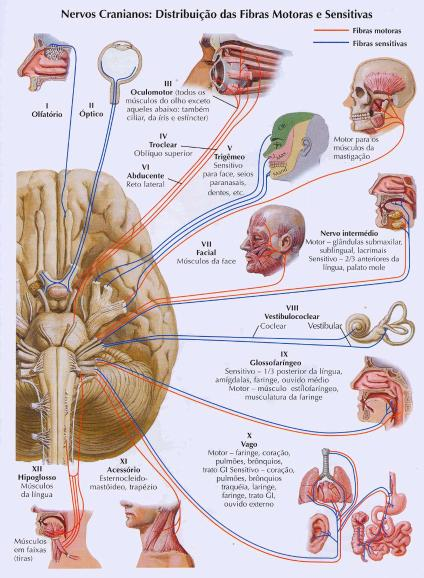 Nervos Cranianos: Distribuição das Fibras Motoras e Sensitivas
Fibras motoras
Fibras sensitivas
I
Olfatório
II
Óptico
III
Oculomotor (todos os
músculos do olho exceto
aqueles abaixo: também
ciliar, da íris e esfíncter)
IV
Troclear
Oblíquo superior
VI
Abducente
Reto lateral
V
Trigêmeo
Sensitivo
para face, seios
paranasais,
dentes, etc.
Oft
Max
Mand
Motor para os
músculos da
mastigação
VII
Facial
Músculos da face
Nervo intermédio
Motor – glândulas submaxilar,
sublingual, lacrimais
Sensitivo – 2/3 anteriores da
língua, palato mole
VIII
Vestibulococlear
Coclear
Vestibular
IX
Glossofaríngeo
Sensitivo – 1/3 posterior da língua,
amígdalas, faringe, ouvido médio
Motor – músculo estilofaríngeo,
musculatura da faringe
X
Vago
Motor – faringe, coração,
pulmões, brônquios,
trato GI Sensitivo – coração,
pulmões, brônquios
traquéia, laringe,
faringe, trato GI,
ouvido externo
XII
Hipoglosso
Músculos
da língua
XI
Acessório
Esternocleido-
mastóideo, trapézio
Músculos
em faixas
(tiras)